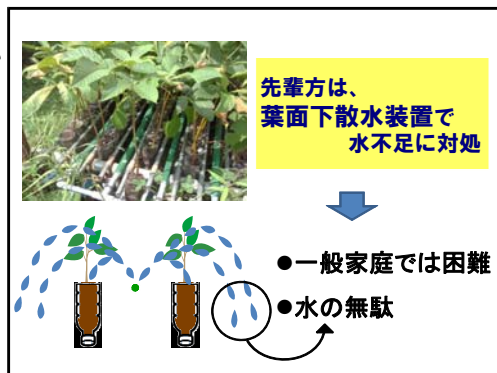 先輩方は、
葉面下散水装置で
水不足に対処
●一般家庭では困難
●水の無駄